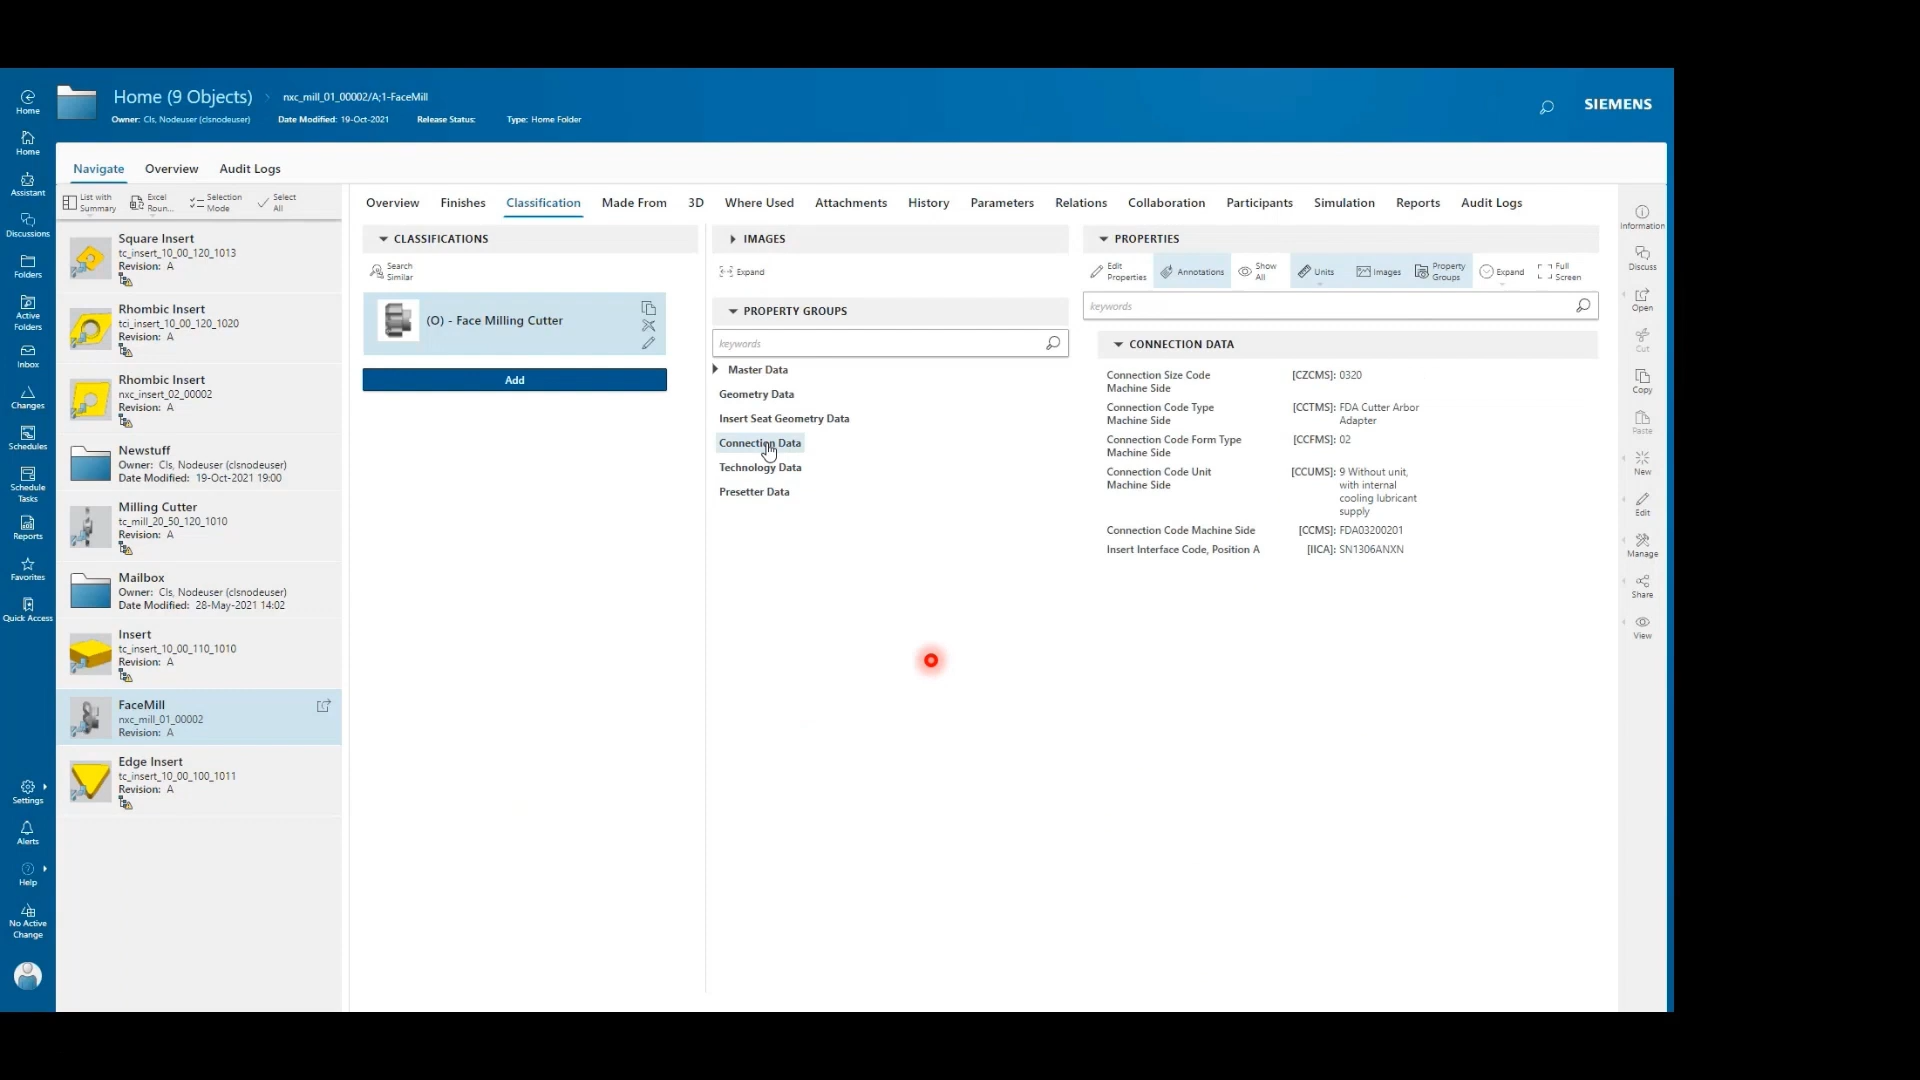 Home (9 Objects)
nxc_mill_01_00002/A;1-FaceMill
Owner: Cls, Nodeuser (clsnodeuser) Date Modified: 19-Oct-2021 Release Status: Type: Home Folder
SIEMENS
Home
Home
Assistant
Discussions
Folders
Active
Folders
Inbox
Changes
Schedules
Schedule
Tasks
Reports
Favorites
Quick Access
Settings
Alerts
Help
No Active
Change
Navigate Overview Audit Logs
List with
Summary
Excel
Roun...
Selection
Mode
Select
All
Square Insert
tc_insert_10_00_120_1013
Revision: A
Rhombic Insert
tci_insert_10_00_120_1020
Revision: A
Rhombic Insert
nxc_insert_02_00002
Revision: A
Newstuff
Owner: Cls, Nodeuser (clsnodeuser)
Date Modified: 19-Oct-2021 19:00
Milling Cutter
tc_mill_20_50_120_1010
Revision: A
Mailbox
Owner: Cls, Nodeuser (clsnodeuser)
Date Modified: 28-May-2021 14:02
Insert
tc_insert_10_00_110_1010
Revision: A
FaceMill
nxc_mill_01_00002
Revision: A
Edge Insert
tc_insert_10_00_100_1011
Revision: A
Overview Finishes Classification Made From 3D Where Used Attachments History Parameters Relations Collaboration Participants Simulation Reports Audit Logs
CLASSIFICATIONS
Search
Similar
(O) - Face Milling Cutter
Add
IMAGES
Expand
PROPERTY GROUPS
keywords
Master Data
Geometry Data
Insert Seat Geometry Data
Connection Data
Technology Data
Presetter Data
PROPERTIES
Edit
Properties
Annotations
Show
All
Units
Images
Property
Groups
Expand
Full
Screen
keywords
CONNECTION DATA
Connection Size Code
Machine Side
[CZCMS]: 0320
Connection Code Type
Machine Side
[CCTMS]: FDA Cutter Arbor
Adapter
Connection Code Form Type
Machine Side
[CCFMS]: 02
Connection Code Unit
Machine Side
[CCUMS]: 9 Without unit,
with internal
cooling lubricant
supply
Connection Code Machine Side [CCMS]: FDA03200201
Insert Interface Code, Position A [IICA]: SN1306ANXN
Information
Discuss
Open
Cut
Copy
Paste
New
Edit
Manage
Share
View